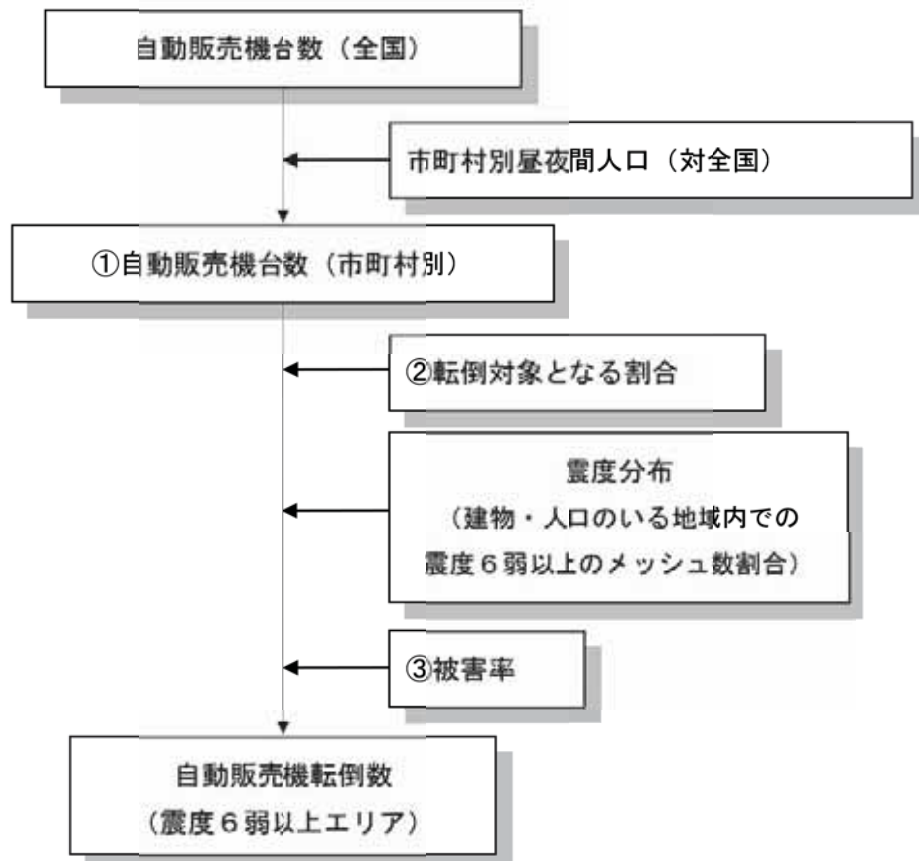 自動販売機台数（全国）
市町村別昼夜間人口（対全国）
①自動販売機台数（市町村別）
②転倒対象となる割合
震度分布
（建物・人口のいる地域内での
震度６弱以上のメッシュ数割合）
③被害率
自動販売機転倒数
（震度６弱以上エリア）